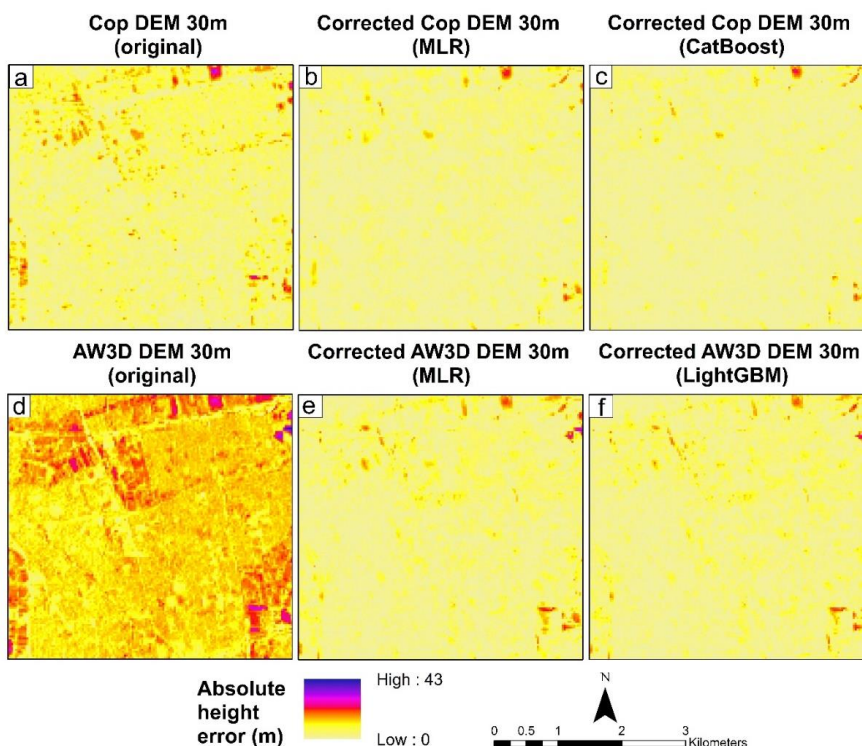 Cop DEM 30m
(original)
Corrected Cop DEM 30m
(MLR)
Corrected Cop DEM 30m
(CatBoost)
a
b
c
AW3D DEM 30m
(original)
Corrected AW3D DEM 30m
(MLR)
Corrected AW3D DEM 30m
(LightGBM)
d
e
f
Absolute
height
error (m)
High : 43
Low : 0
N
0 0.5 1 2 3
Kilometers